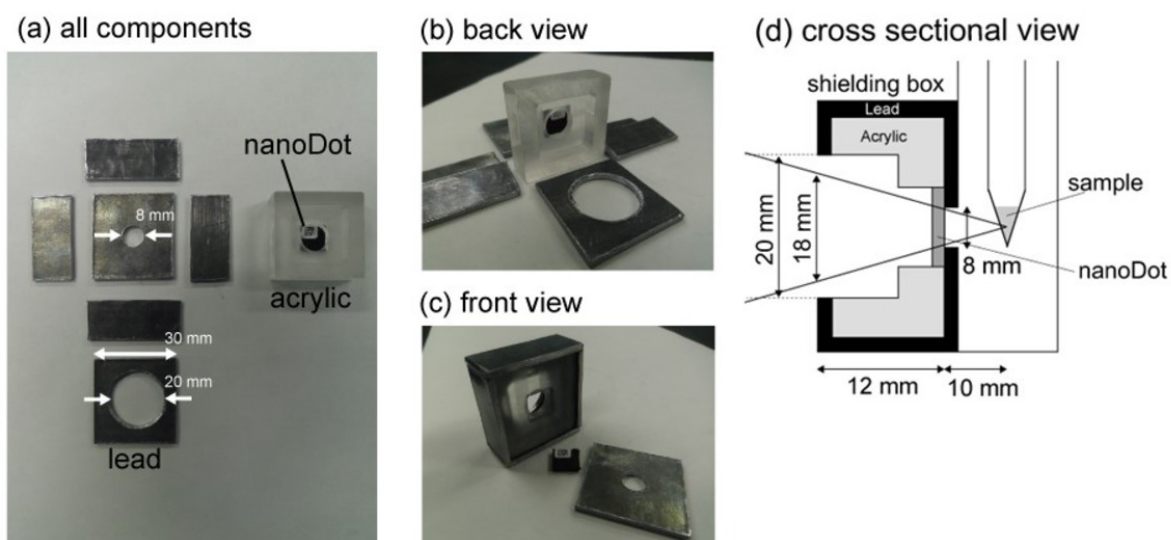 (a) all components
nanoDot
8 mm
acrylic
30 mm
20 mm
lead
(b) back view
(c) front view
(d) cross sectional view
shielding box
Lead
Acrylic
sample
20 mm
18 mm
8 mm
nanoDot
12 mm
10 mm